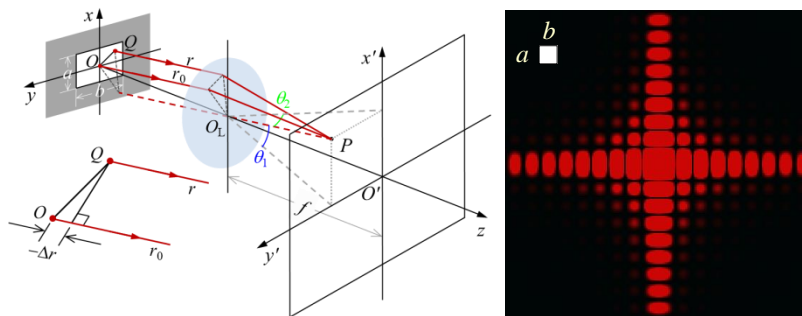 x
Q
O
r
r₀
a
b
y
θ₂
x′
O_L
θ₁
P
Q
r
O
r₀
−Δr
f
O′
y′
z
b
a